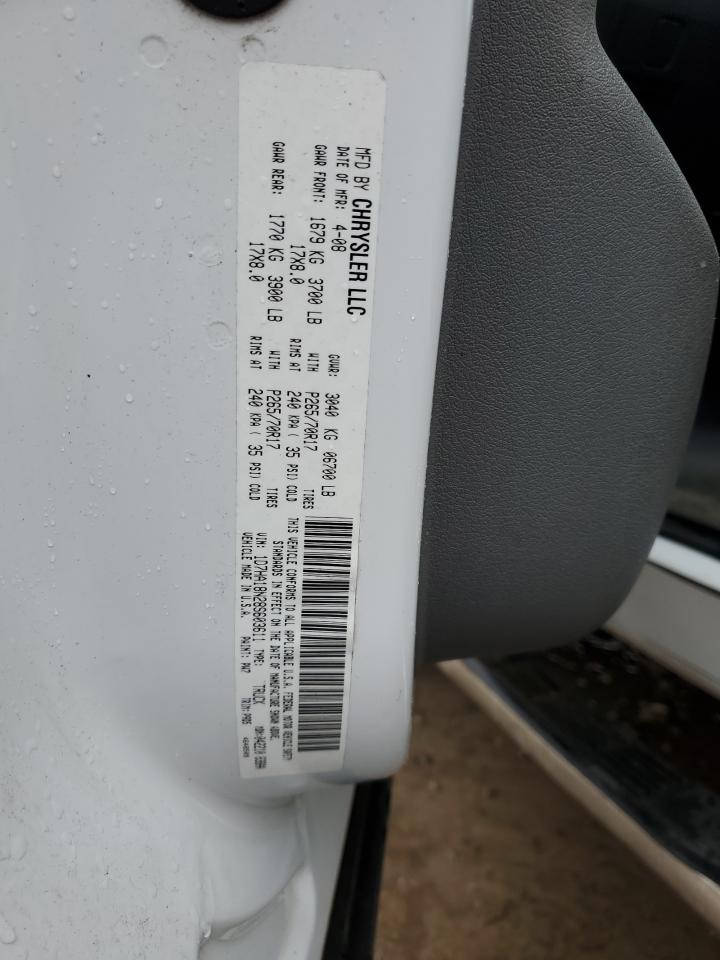 MFD BY CHRYSLER LLC
DATE OF MFR: 4-08 GVWR: 3040 KG 06700 LB
GAWR FRONT: 1679 KG 3700 LB WITH P265/70R17 TIRES
17X8.0 RIMS AT 240 KPA ( 35 PSI) COLD
GAWR REAR: 1770 KG 3900 LB WITH P265/70R17 TIRES
17X8.0 RIMS AT 240 KPA ( 35 PSI) COLD
THIS VEHICLE CONFORMS TO ALL APPLICABLE U.S.A. FEDERAL MOTOR VEHICLE SAFETY
STANDARDS IN EFFECT ON THE DATE OF MANUFACTURE SHOWN ABOVE.
VIN: 1D7HA18N28S603611 TYPE: TRUCK
VEHICLE MADE IN U.S.A. PAINT: PW7